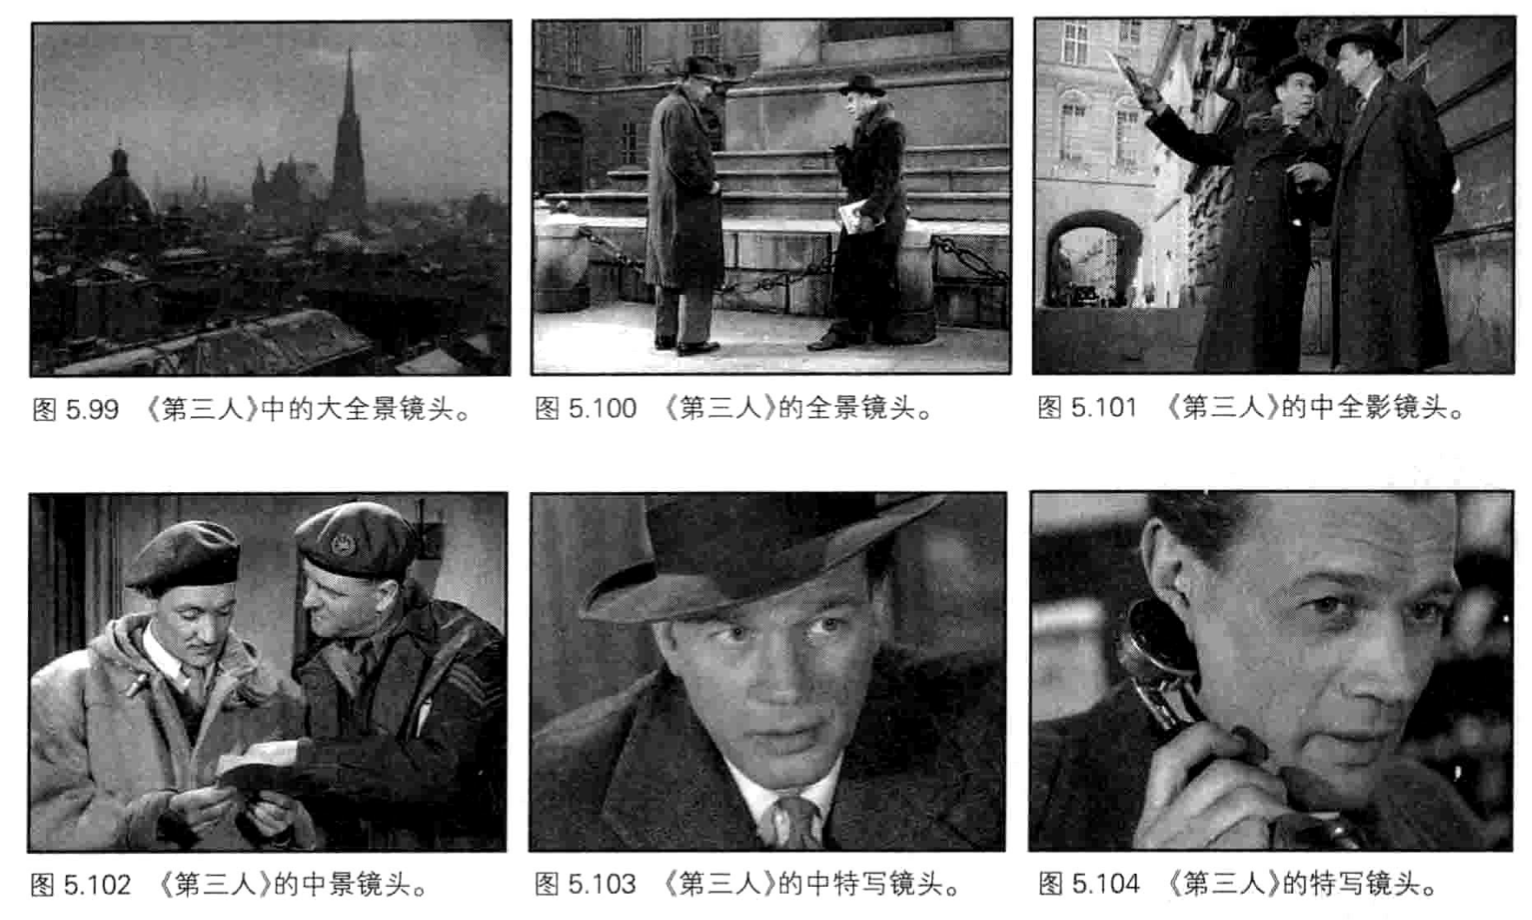 图 5.99 《第三人》中的大全景镜头。
图 5.100 《第三人》的全景镜头。
图 5.101 《第三人》的中全影镜头。
图 5.102 《第三人》的中景镜头。
图 5.103 《第三人》的中特写镜头。
图 5.104 《第三人》的特写镜头。